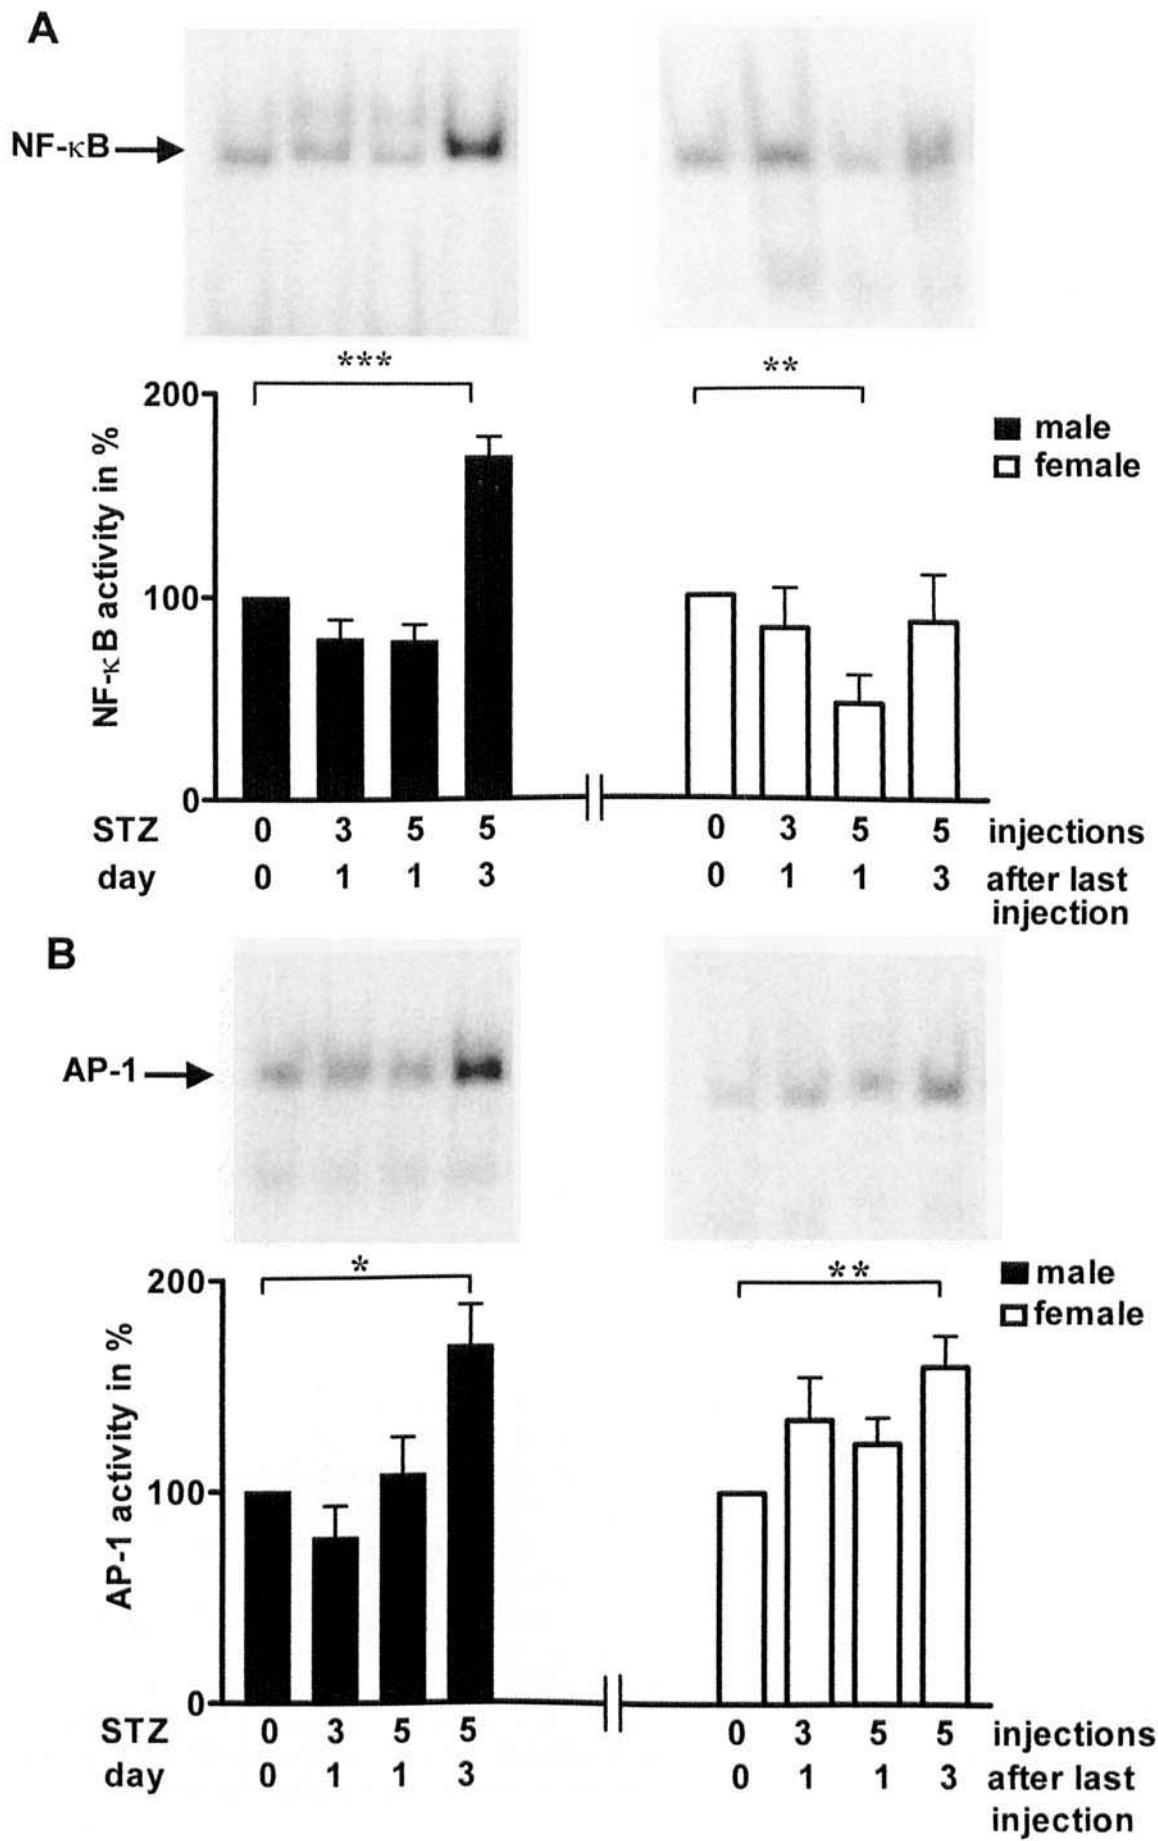 A
NF-κB
***
**
200
100
0
NF-κB activity in %
male
female
STZ 0 3 5 5 0 3 5 5 injections
day 0 1 1 3 0 1 1 3 after last
injection
B
AP-1
*
**
200
100
0
AP-1 activity in %
male
female
STZ 0 3 5 5 0 3 5 5 injections
day 0 1 1 3 0 1 1 3 after last
injection